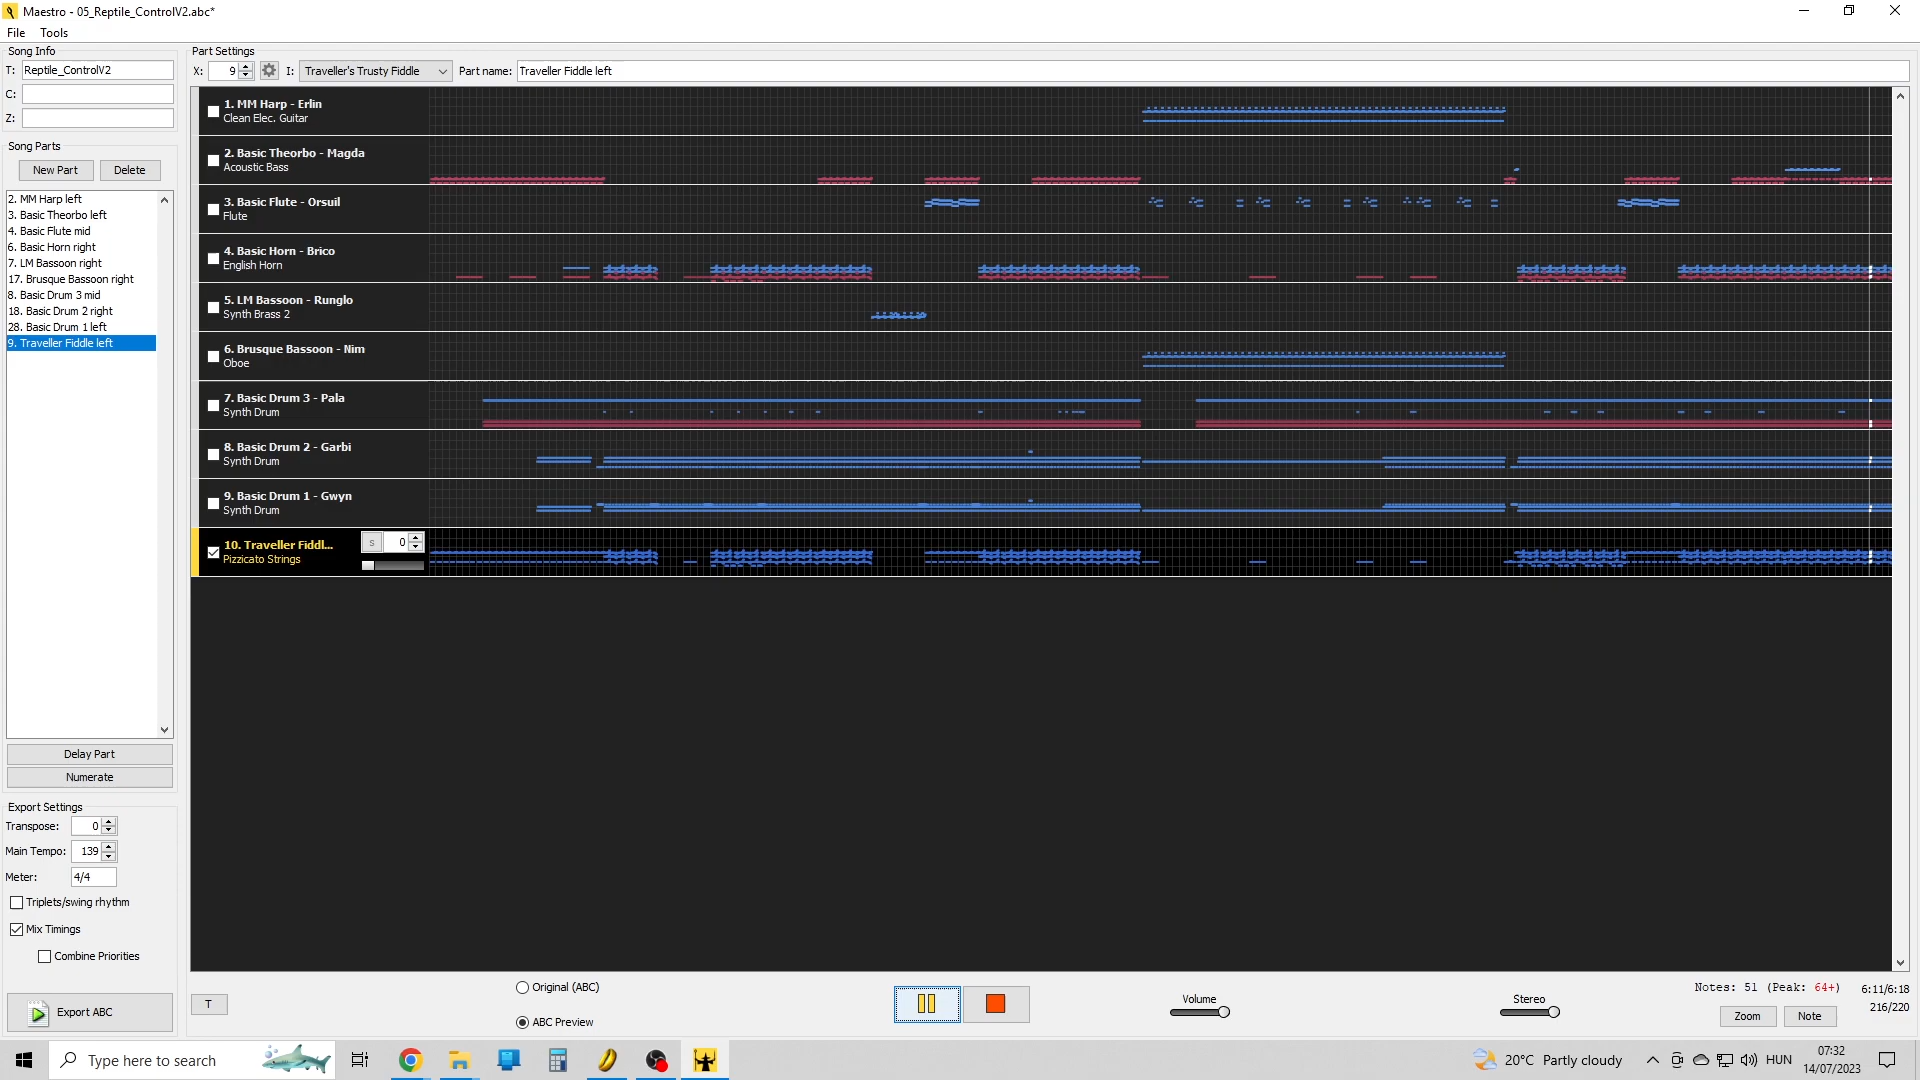 Maestro - 05_Reptile_ControlV2.abc*
File Tools
Song Info
T: Reptile_ControlV2
C:
Z:
Song Parts
New Part Delete
2. MM Harp left
3. Basic Theorbo left
4. Basic Flute mid
6. Basic Horn right
7. LM Bassoon right
17. Brusque Bassoon right
8. Basic Drum 3 mid
18. Basic Drum 2 right
28. Basic Drum 1 left
9. Traveller Fiddle left
Delay Part
Numerate
Export Settings
Transpose: 0
Main Tempo: 139
Meter: 4/4
Triplets/swing rhythm
Mix Timings
Combine Priorities
Export ABC
Part Settings
X: 9 I: Traveller's Trusty Fiddle Part name: Traveller Fiddle left
1. MM Harp - Erlin
Clean Elec. Guitar
2. Basic Theorbo - Magda
Acoustic Bass
3. Basic Flute - Orsuil
Flute
4. Basic Horn - Brico
English Horn
5. LM Bassoon - Runglo
Synth Brass 2
6. Brusque Bassoon - Nim
Oboe
7. Basic Drum 3 - Pala
Synth Drum
8. Basic Drum 2 - Garbi
Synth Drum
9. Basic Drum 1 - Gwyn
Synth Drum
10. Traveller Fiddl... s 0
Pizzicato Strings
T
Original (ABC)
ABC Preview
Volume
Stereo
Notes: 51 (Peak: 64+)
6:11/6:18
216/220
Zoom Note
Type here to search
20°C Partly cloudy
HUN
07:32
14/07/2023